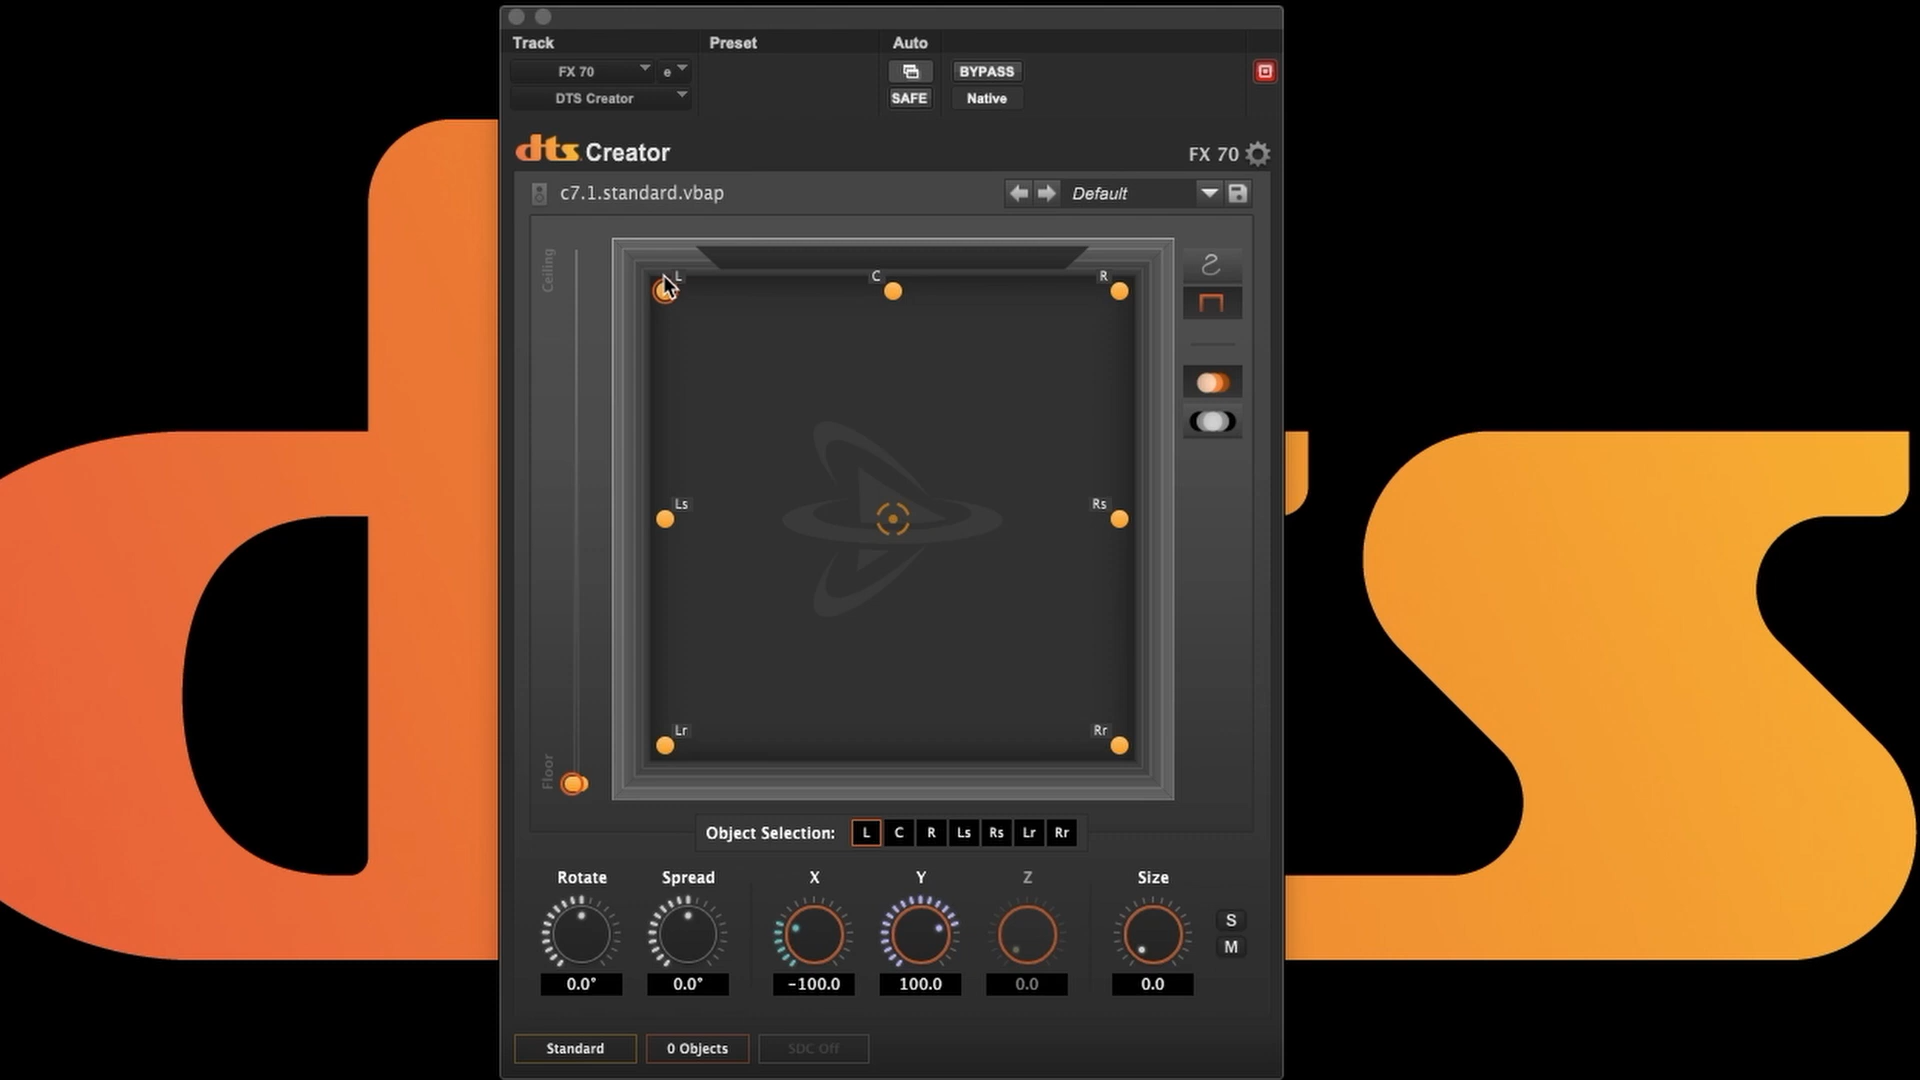 Track Preset Auto
FX 70 e BYPASS
DTS Creator SAFE Native
dts Creator FX 70
c7.1.standard.vbap Default
Ceiling
L C R
Ls Rs
Lr Rr
Floor
Object Selection: L C R Ls Rs Lr Rr
Rotate Spread X Y Z Size
S
M
0.0° 0.0° -100.0 100.0 0.0 0.0
Standard 0 Objects SDC Off
dts